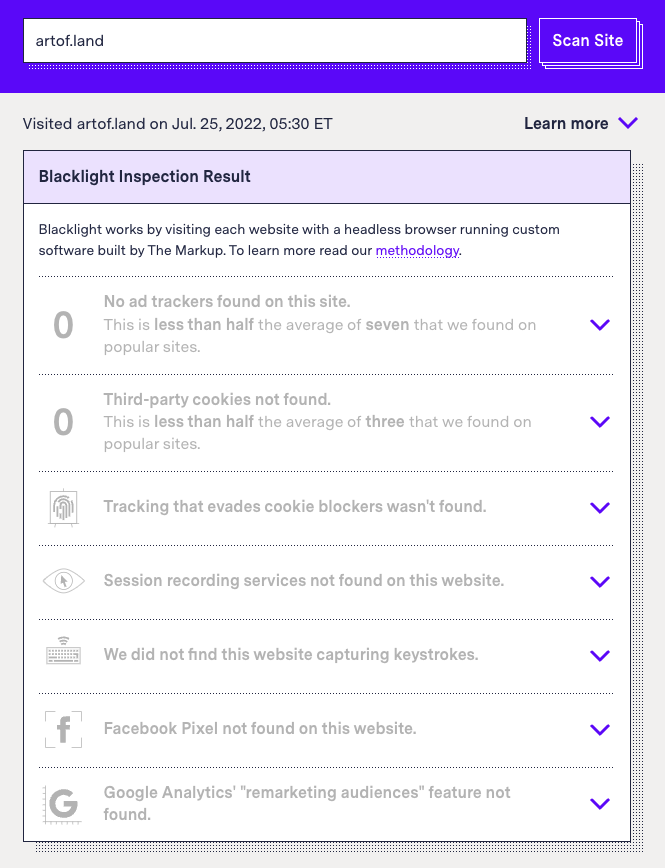 artof.land
Scan Site
Visited artof.land on Jul. 25, 2022, 05:30 ET
Learn more
Blacklight Inspection Result
Blacklight works by visiting each website with a headless browser running custom
software built by The Markup. To learn more read our methodology.
0
No ad trackers found on this site.
This is less than half the average of seven that we found on
popular sites.
0
Third-party cookies not found.
This is less than half the average of three that we found on
popular sites.
Tracking that evades cookie blockers wasn't found.
Session recording services not found on this website.
We did not find this website capturing keystrokes.
f
Facebook Pixel not found on this website.
G
Google Analytics' "remarketing audiences" feature not
found.